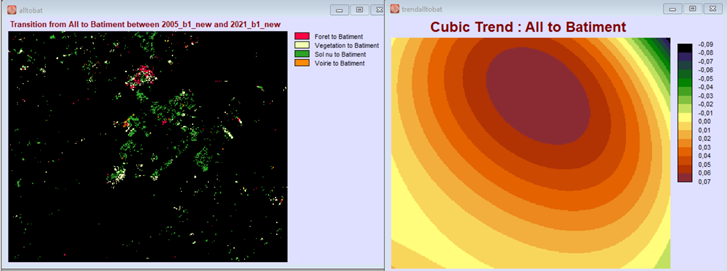 alltobat
Transition from All to Batiment between 2005_b1_new and 2021_b1_new
Foret to Batiment
Vegetation to Batiment
Sol nu to Batiment
Voirie to Batiment
trendalltobat
Cubic Trend : All to Batiment
-0,09
-0,08
-0,06
-0,05
-0,04
-0,03
-0,02
-0,01
0,00
0,01
0,02
0,03
0,04
0,05
0,06
0,07